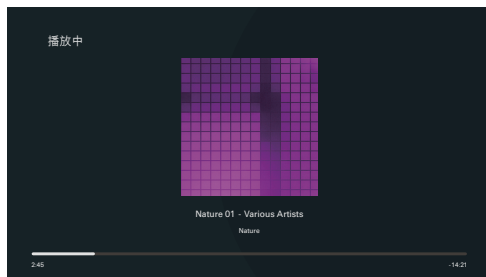 播放中
Nature 01 - Various Artists
Nature
2:45
-14:21